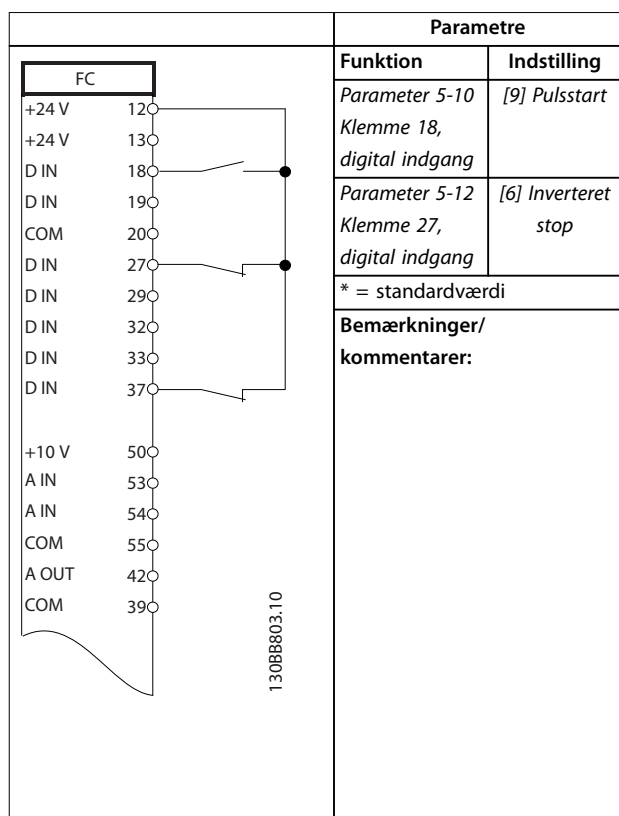 FC
+24 V 12
+24 V 13
D IN 18
D IN 19
COM 20
D IN 27
D IN 29
D IN 32
D IN 33
D IN 37
+10 V 50
A IN 53
A IN 54
COM 55
A OUT 42
COM 39
130BB803.10
Parametre
Funktion Indstilling
Parameter 5-10 [9] Pulsstart
Klemme 18,
digital indgang
Parameter 5-12 [6] Inverteret
Klemme 27, stop
digital indgang
* = standardværdi
Bemærkninger/
kommentarer: